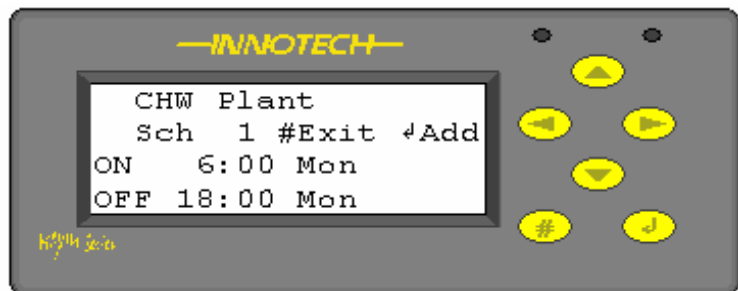 INNOTECH
CHW Plant
Sch 1 #Exit ↲Add
ON 6:00 Mon
OFF 18:00 Mon
# ↲